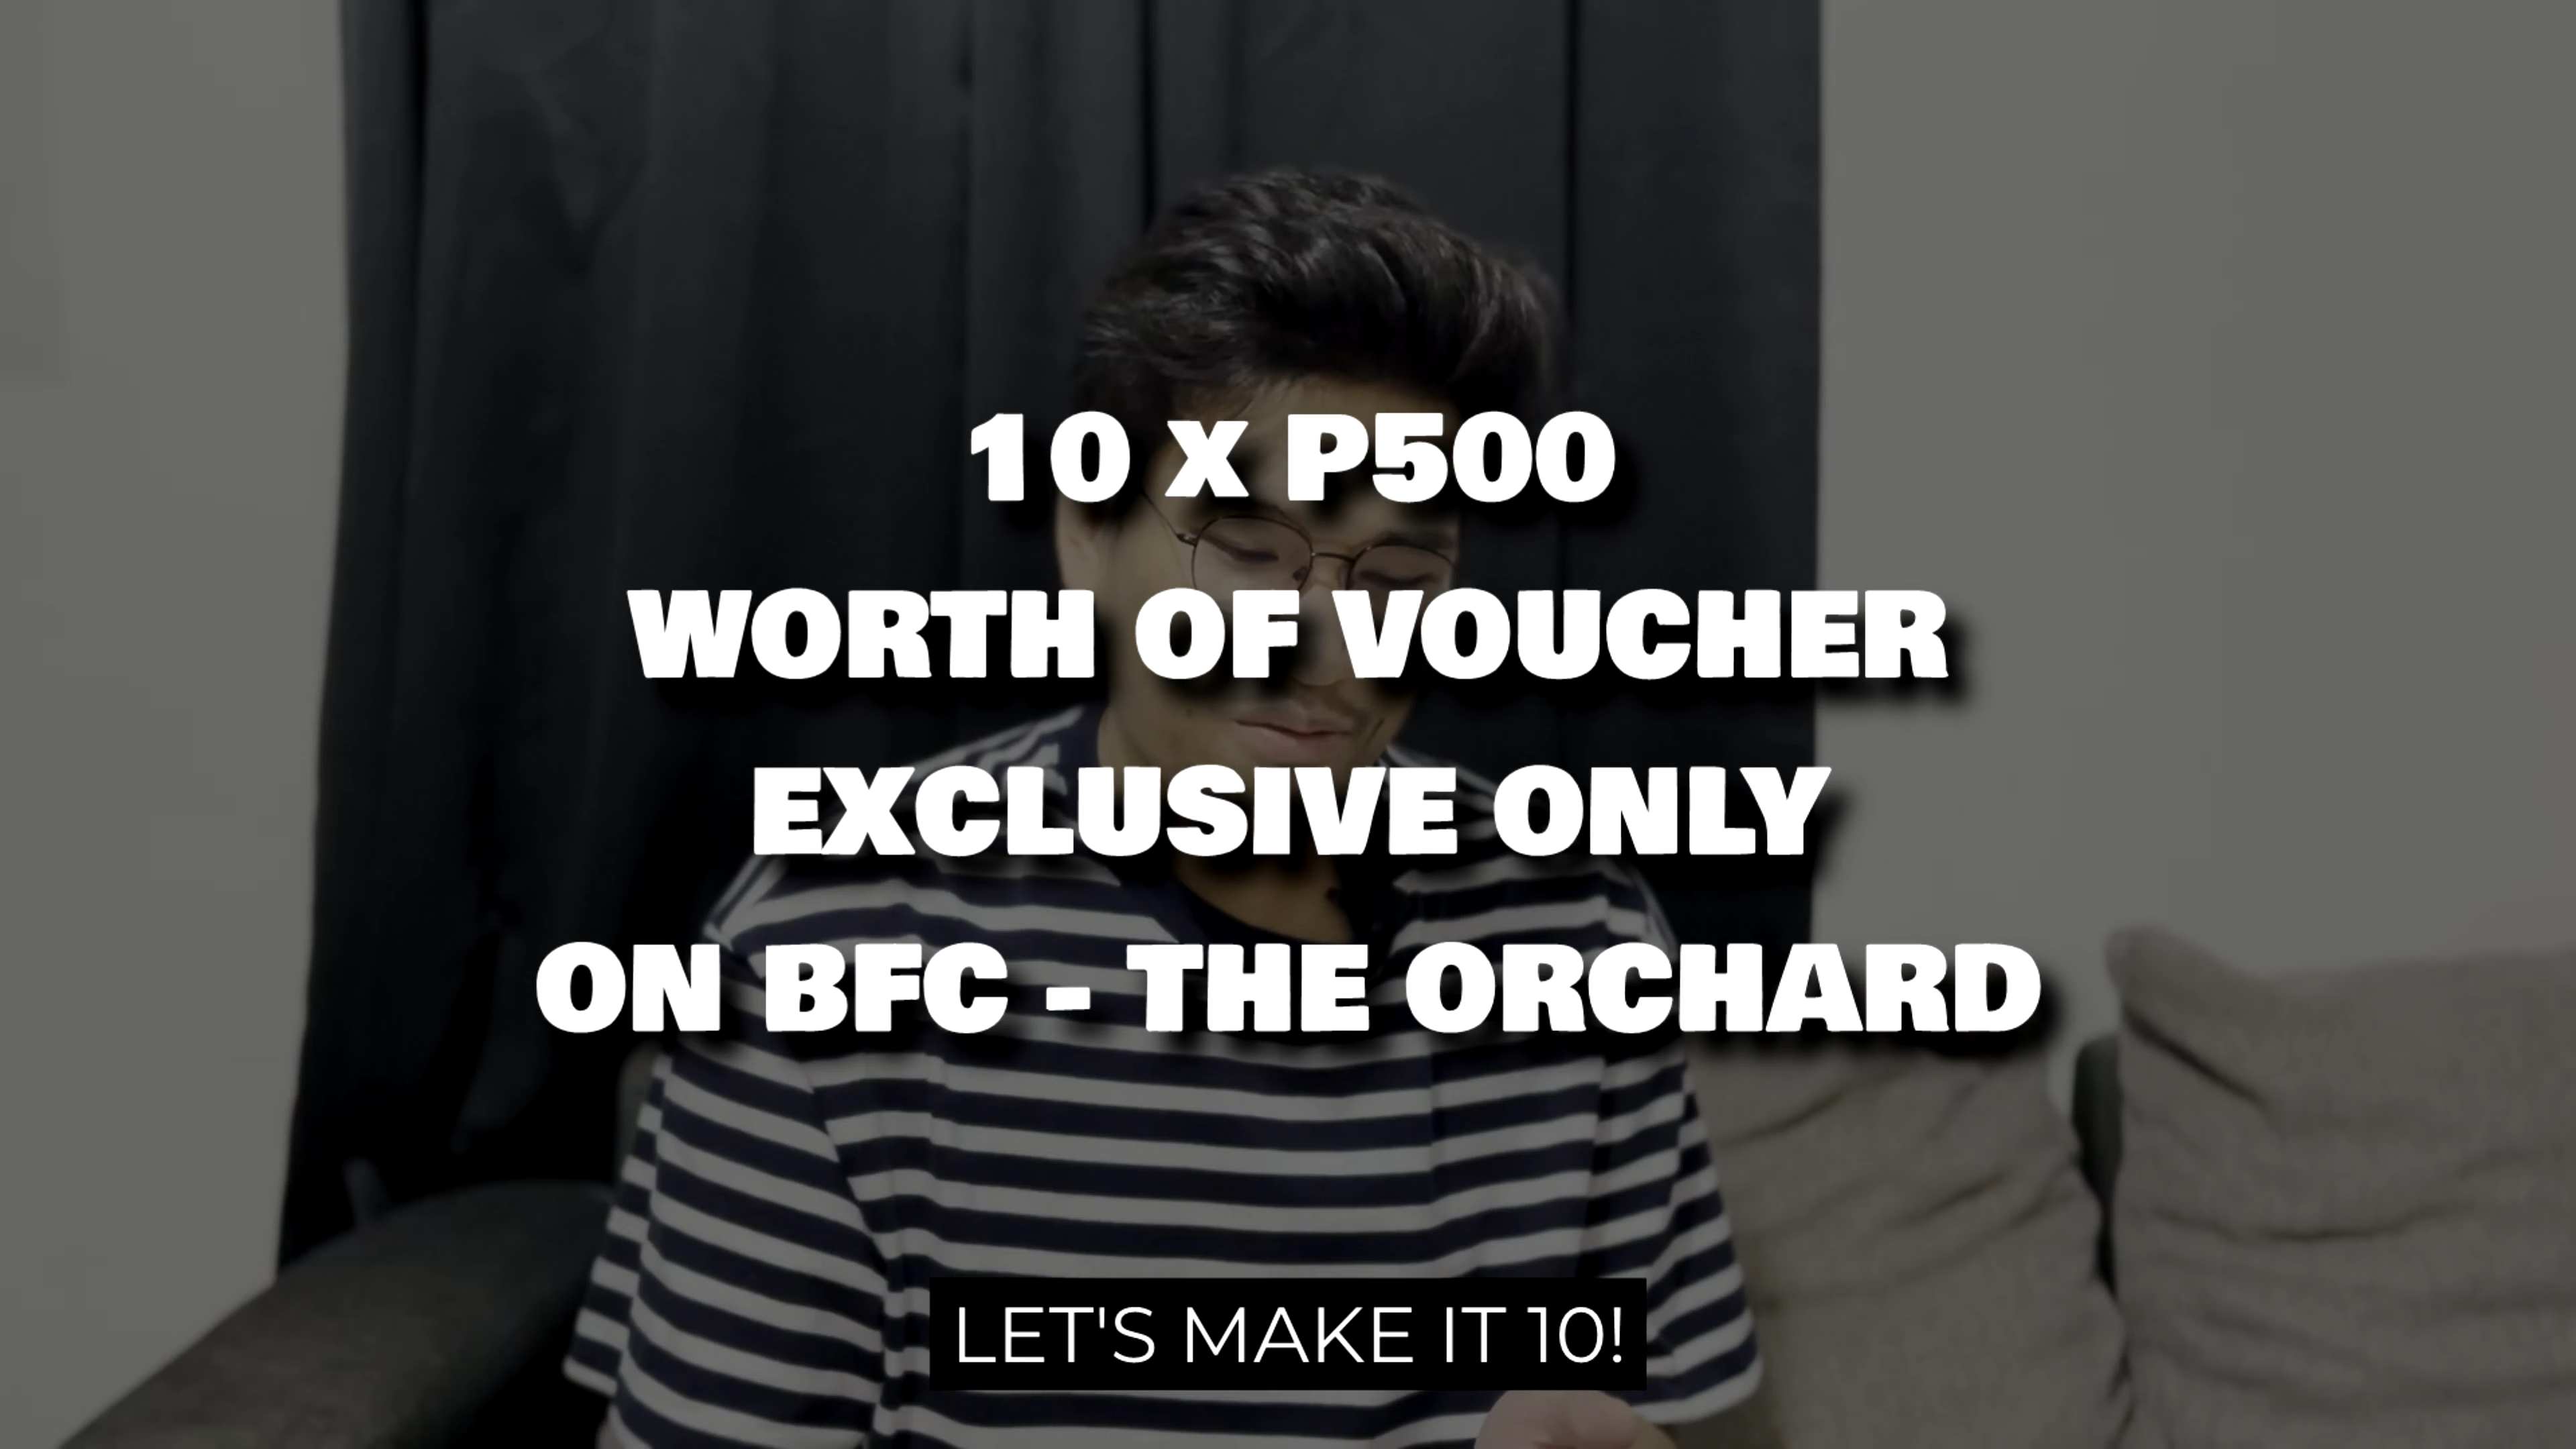 10 x P500
WORTH OF VOUCHER
EXCLUSIVE ONLY
ON BFC - THE ORCHARD
LET'S MAKE IT 10!